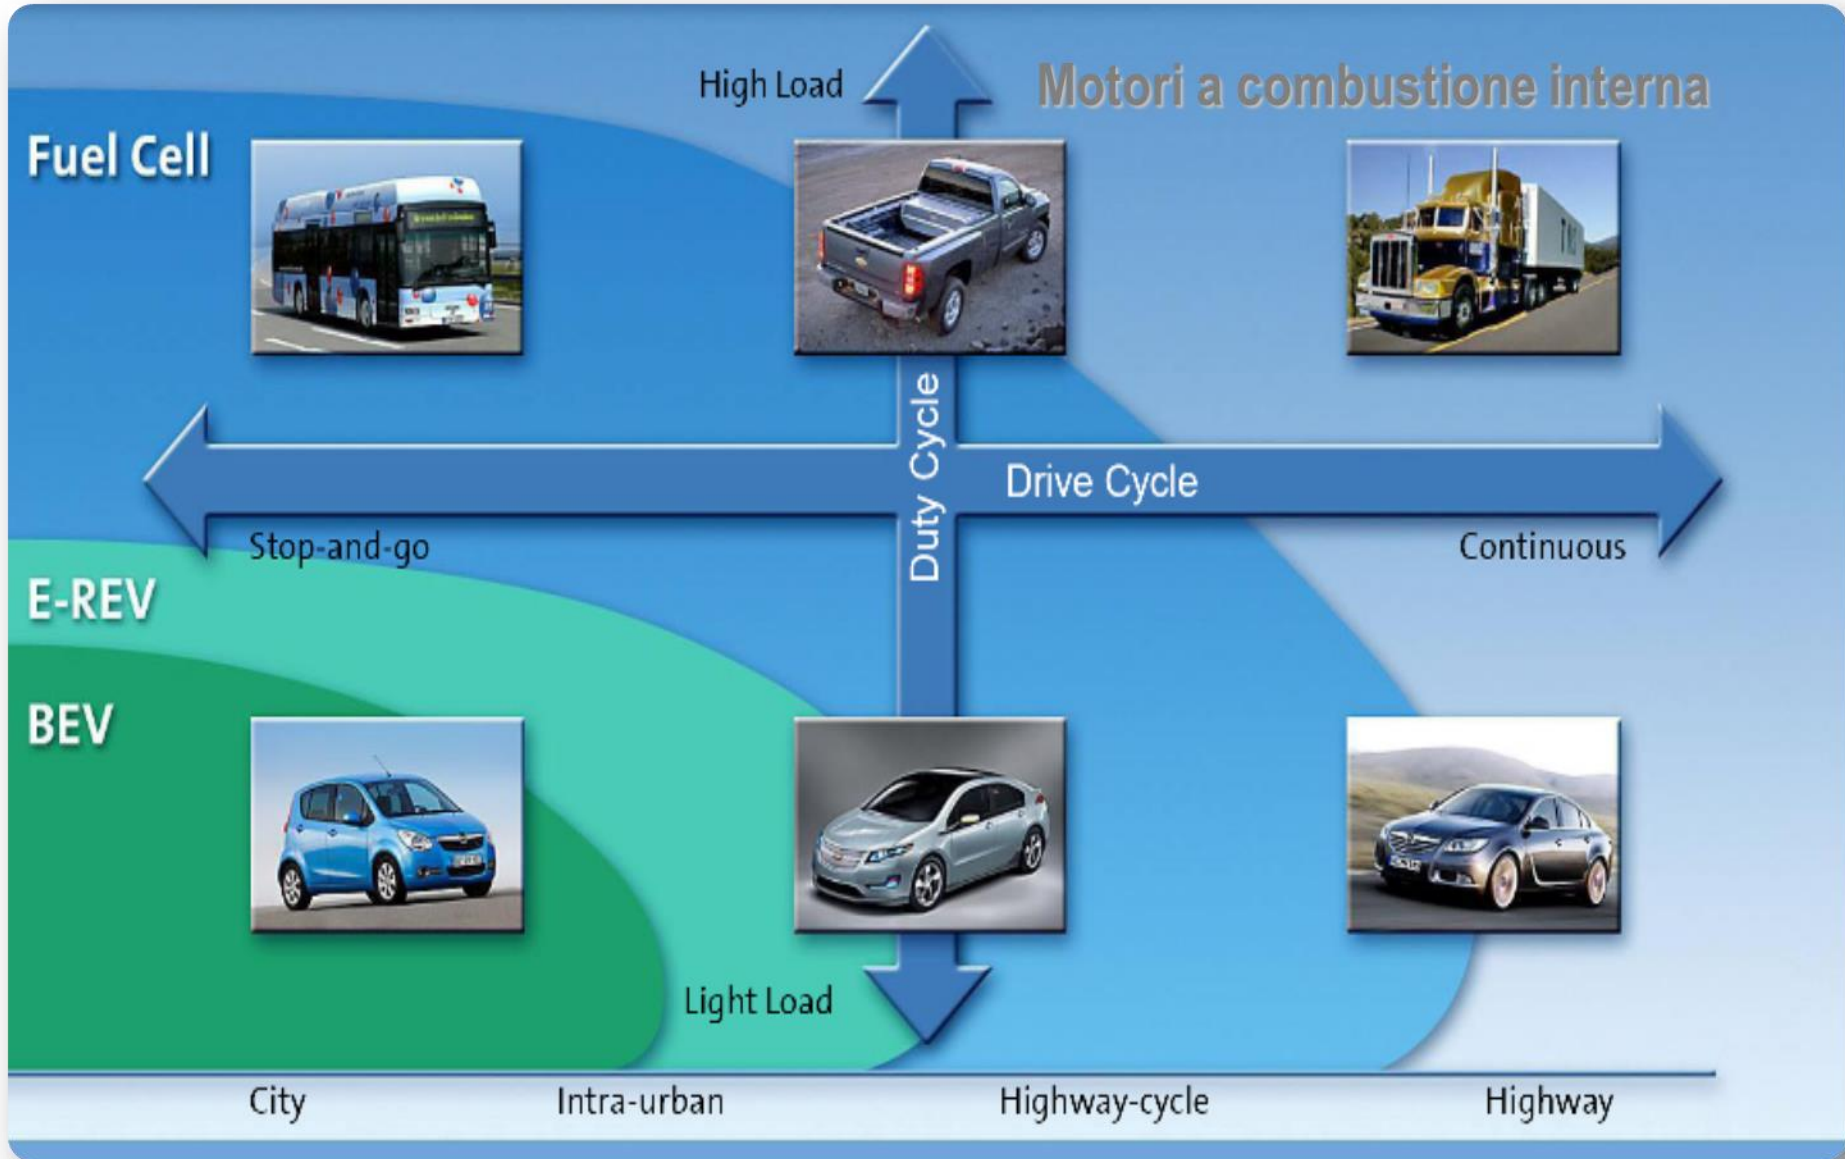 High Load
Motori a combustione interna
Fuel Cell
Duty Cycle
Drive Cycle
Stop-and-go
Continuous
E-REV
BEV
Light Load
City
Intra-urban
Highway-cycle
Highway